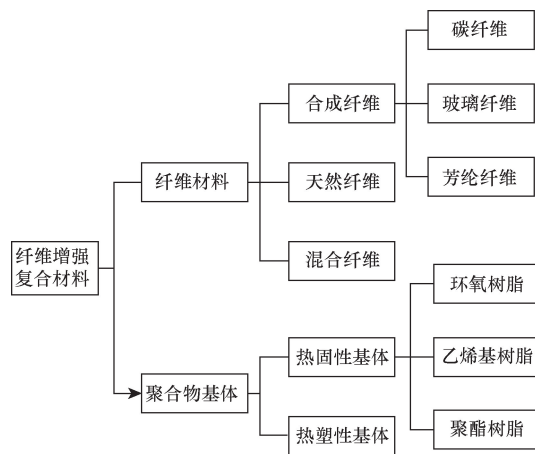 碳纤维
合成纤维
玻璃纤维
纤维材料
天然纤维
芳纶纤维
纤维增强
复合材料
混合纤维
环氧树脂
热固性基体
乙烯基树脂
聚合物基体
热塑性基体
聚酯树脂